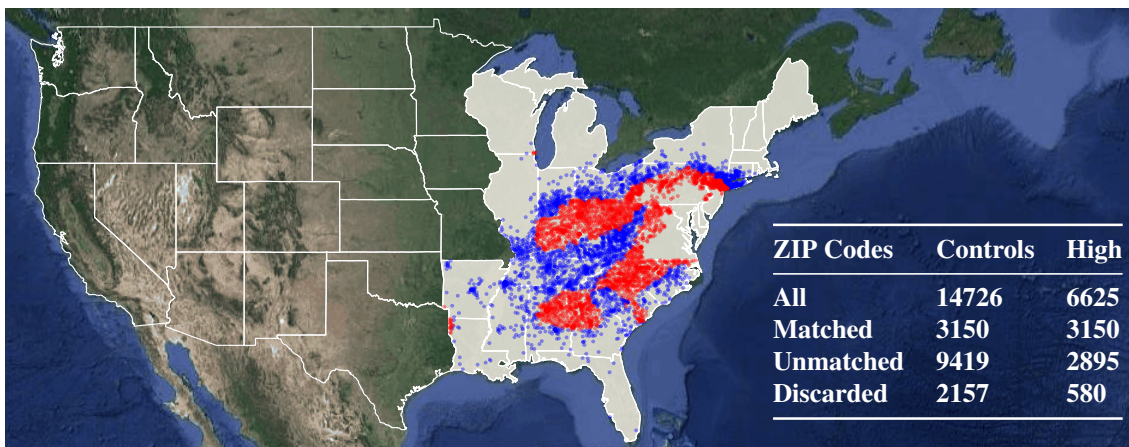 ZIP Codes Controls High
All 14726 6625
Matched 3150 3150
Unmatched 9419 2895
Discarded 2157 580